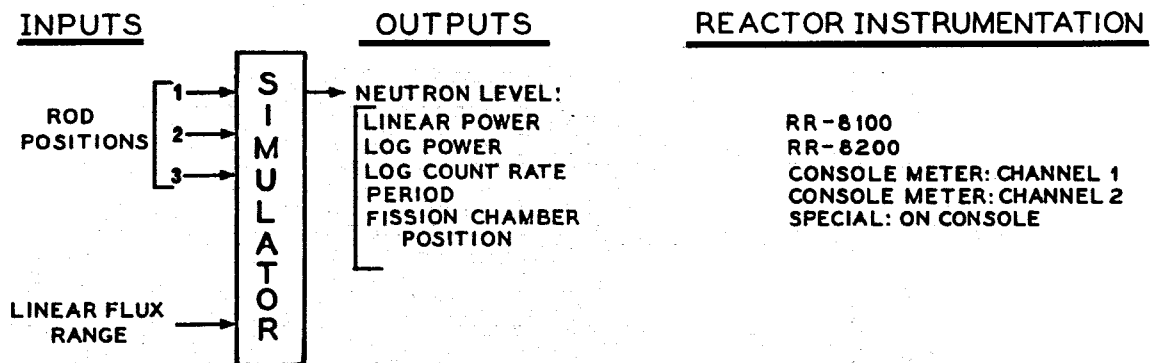 INPUTS
OUTPUTS
REACTOR INSTRUMENTATION
ROD
POSITIONS
1
2
3
LINEAR FLUX
RANGE
SIMULATOR
NEUTRON LEVEL:
LINEAR POWER
LOG POWER
LOG COUNT RATE
PERIOD
FISSION CHAMBER
POSITION
RR-8100
RR-8200
CONSOLE METER: CHANNEL 1
CONSOLE METER: CHANNEL 2
SPECIAL: ON CONSOLE